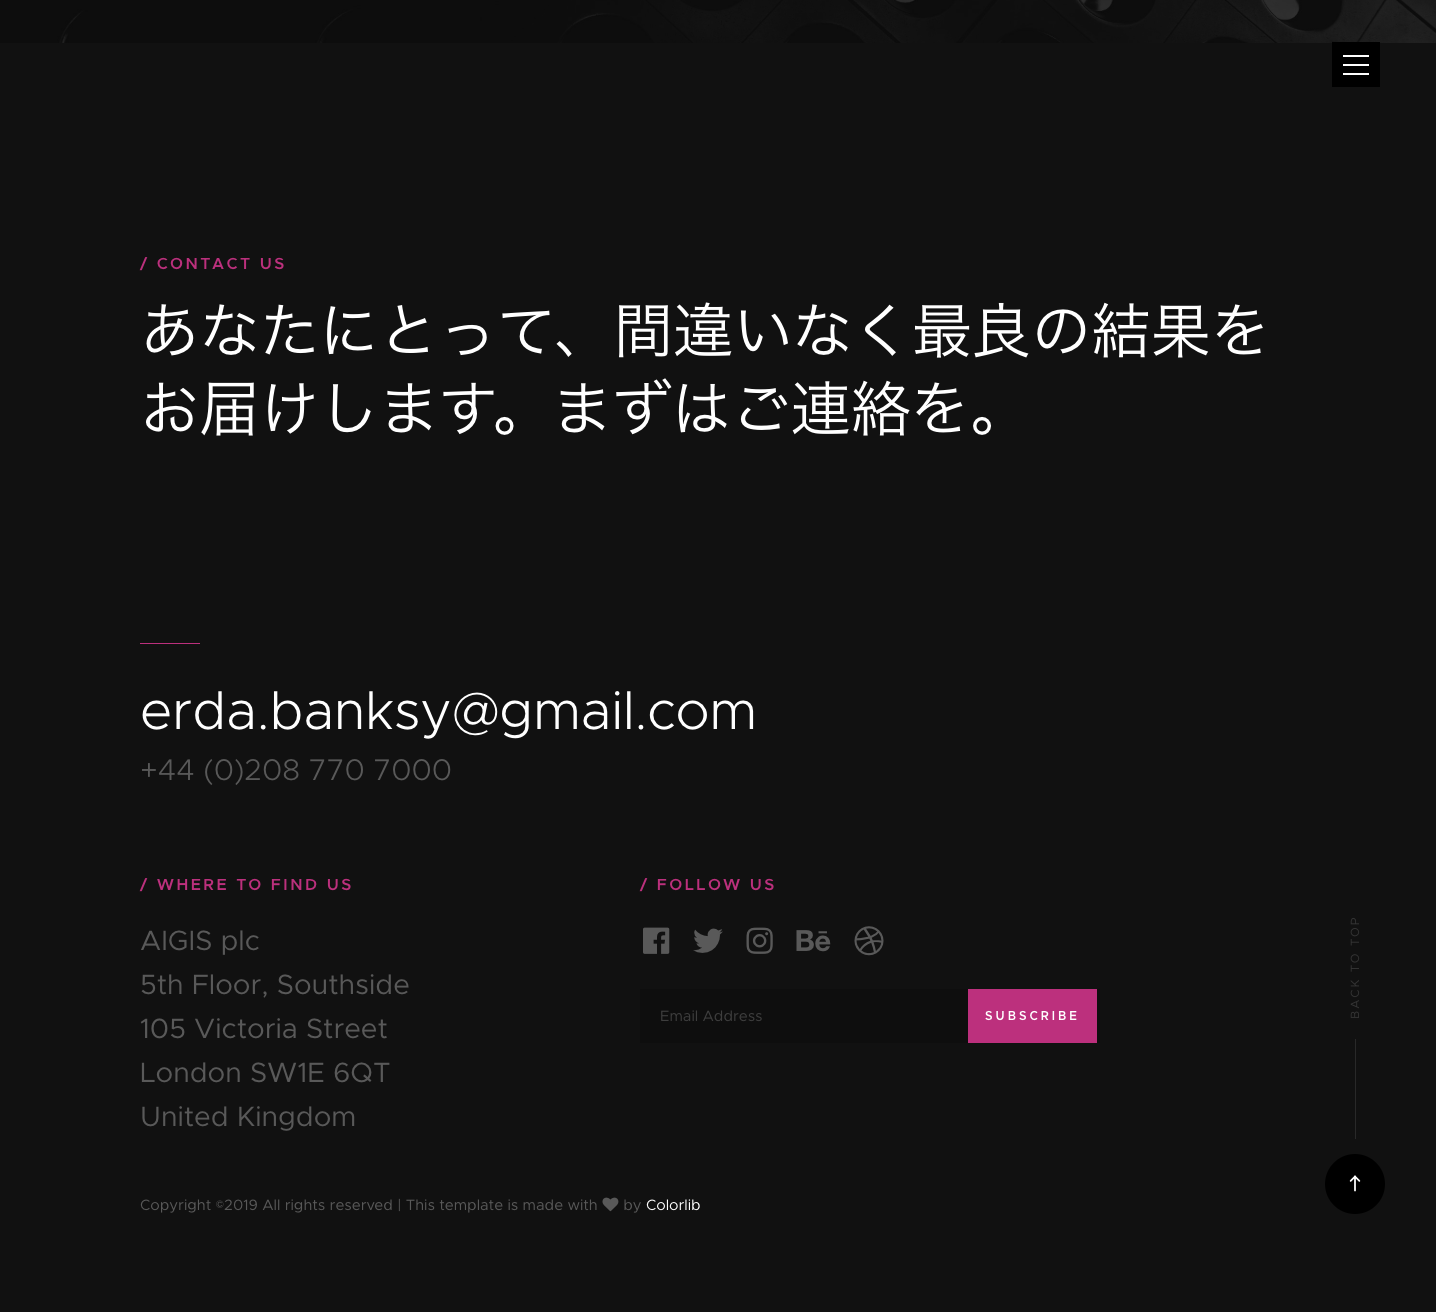 / CONTACT US
あなたにとって、間違いなく最良の結果を
お届けします。まずはご連絡を。
erda.banksy@gmail.com
+44 (0)208 770 7000
/ WHERE TO FIND US
AIGIS plc
5th Floor, Southside
105 Victoria Street
London SW1E 6QT
United Kingdom
/ FOLLOW US
Bē
Email Address
SUBSCRIBE
BACK TO TOP
Copyright ©2019 All rights reserved | This template is made with ♥ by Colorlib